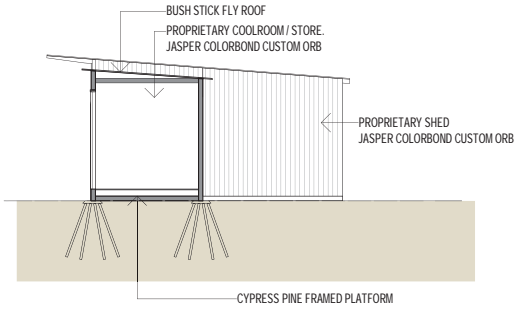 BUSH STICK FLY ROOF
PROPRIETARY COOLROOM / STORE.
JASPER COLORBOND CUSTOM ORB
PROPRIETARY SHED
JASPER COLORBOND CUSTOM ORB
CYPRESS PINE FRAMED PLATFORM